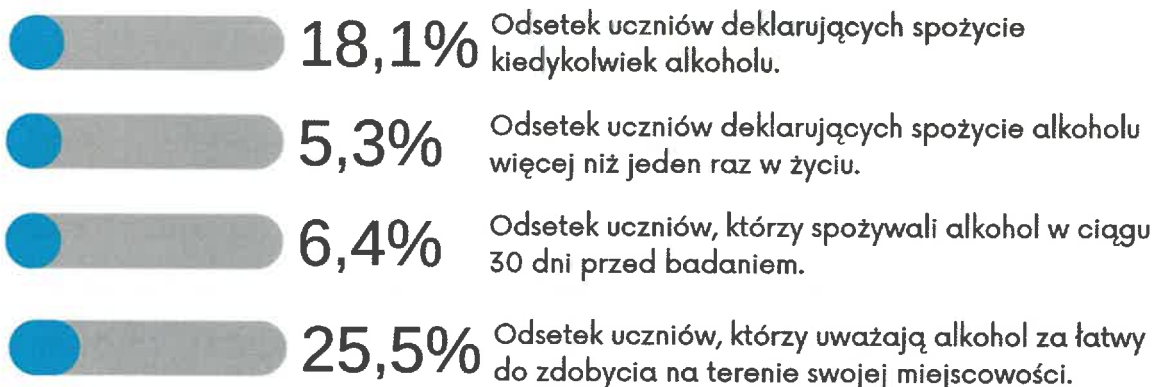 18,1% Odsetek uczniów deklarujących spożycie
kiedykolwiek alkoholu.
5,3% Odsetek uczniów deklarujących spożycie alkoholu
więcej niż jeden raz w życiu.
6,4% Odsetek uczniów, którzy spożywali alkohol w ciągu
30 dni przed badaniem.
25,5% Odsetek uczniów, którzy uważają alkohol za łatwy
do zdobycia na terenie swojej miejscowości.